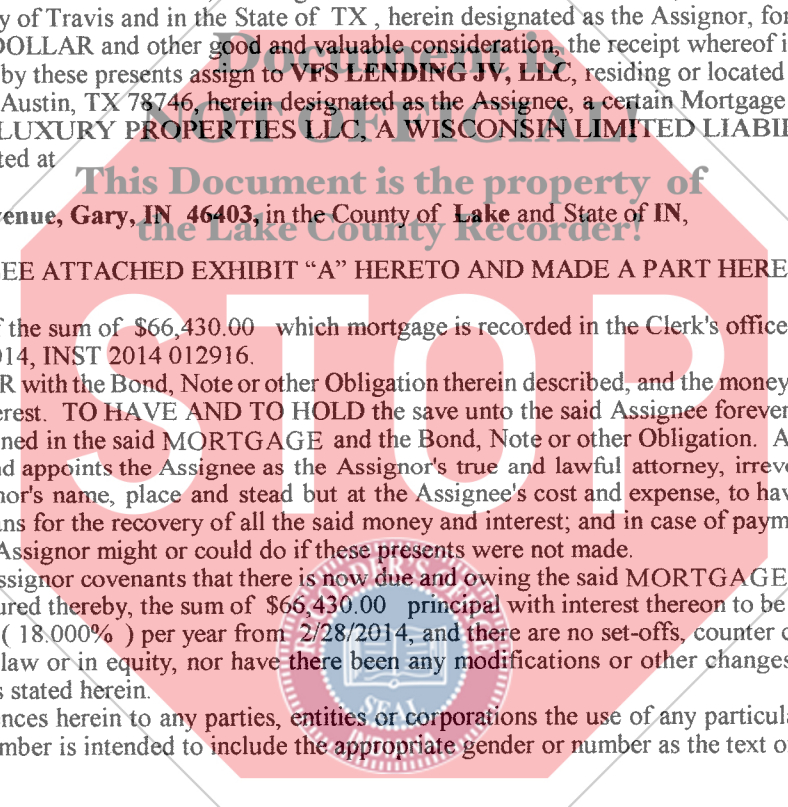 y of Travis and in the State of TX , herein designated as the Assignor, for
DOLLAR and other good and valuable consideration, the receipt whereof i
Document is
by these presents assign to VFS LENDING JV, LLC, residing or located
Austin, TX 78746, herein designated as the Assignee, a certain Mortgage
NOT OFFICIAL!
LUXURY PROPERTIES LLC, A WISCONSIN LIMITED LIABIL
ted at
This Document is the property of
enue, Gary, IN 46403, in the County of Lake and State of IN,
the Lake County Recorder!
EE ATTACHED EXHIBIT “A” HERETO AND MADE A PART HERE
STOP
f the sum of $66,430.00 which mortgage is recorded in the Clerk's office
014, INST 2014 012916.
R with the Bond, Note or other Obligation therein described, and the money
erest. TO HAVE AND TO HOLD the save unto the said Assignee forever
ned in the said MORTGAGE and the Bond, Note or other Obligation. A
nd appoints the Assignee as the Assignor's true and lawful attorney, irrevo
nor's name, place and stead but at the Assignee's cost and expense, to hav
ns for the recovery of all the said money and interest; and in case of paym
Assignor might or could do if these presents were not made.
ssignor covenants that there is now due and owing the said MORTGAGE
ured thereby, the sum of $66,430.00 principal with interest thereon to be
( 18.000% ) per year from 2/28/2014, and there are no set-offs, counter c
law or in equity, nor have there been any modifications or other changes
s stated herein.
SEAL
nces herein to any parties, entities or corporations the use of any particula
INDIANA
mber is intended to include the appropriate gender or number as the text o